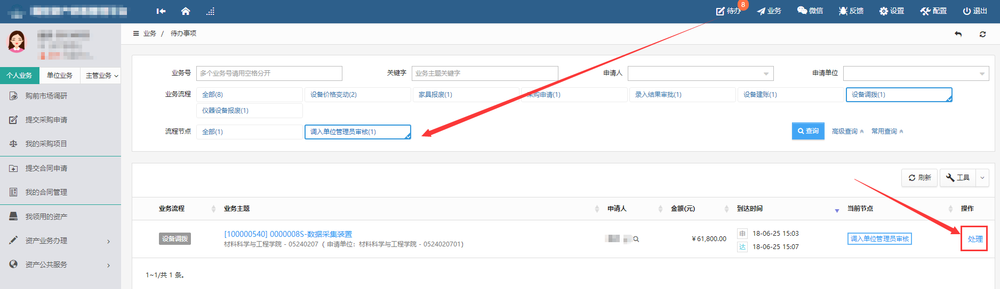 待办 8 业务 微信 反馈 设置 配置 退出
业务 / 待办事项
个人业务 单位业务 主管业务
购前市场调研
提交采购申请
我的采购项目
提交合同申请
我的合同管理
我领用的资产
资产业务办理
资产公共服务
业务号 多个业务号请用空格分开 关键字 业务主题关键字 申请人 申请单位
业务流程 全部(8) 设备价格变动(2) 家具报废(1) 采购申请(1) 录入结果审批(1) 设备建账(1) 设备调拨(1)
仪器设备报废(1)
流程节点 全部(1) 调入单位管理员审核(1) 查询 高级查询 常用查询
刷新 工具
业务流程 业务主题 申请人 金额(元) 到达时间 当前节点 操作
设备调拨 [100000540] 0000008S-数据采集装置 ¥61,800.00 申 18-06-25 15:03 调入单位管理员审核 处理
材料科学与工程学院 - 05240207（ 申请单位：材料科学与工程学院 - 0524020701） 达 18-06-25 15:07
1~1/共 1 条。